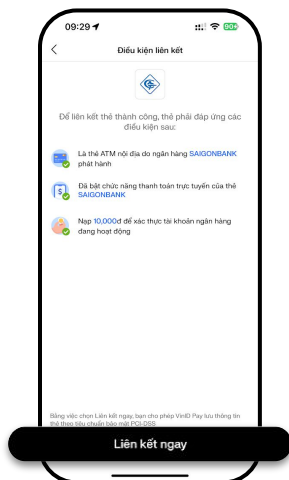 09:29
90+
Điều kiện liên kết
Để liên kết thẻ thành công, thẻ phải đáp ứng các
điều kiện sau:
Là thẻ ATM nội địa do ngân hàng SAIGONBANK
phát hành
Đã bật chức năng thanh toán trực tuyến của thẻ
SAIGONBANK
Nạp 10,000đ để xác thực tài khoản ngân hàng
đang hoạt động
Bằng việc chọn Liên kết ngay, bạn cho phép VinID Pay lưu thông tin
thẻ theo tiêu chuẩn bảo mật PCI-DSS
Liên kết ngay